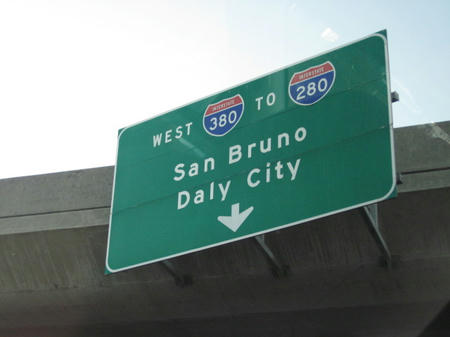 WEST INTERSTATE 380 TO INTERSTATE 280
San Bruno
Daly City